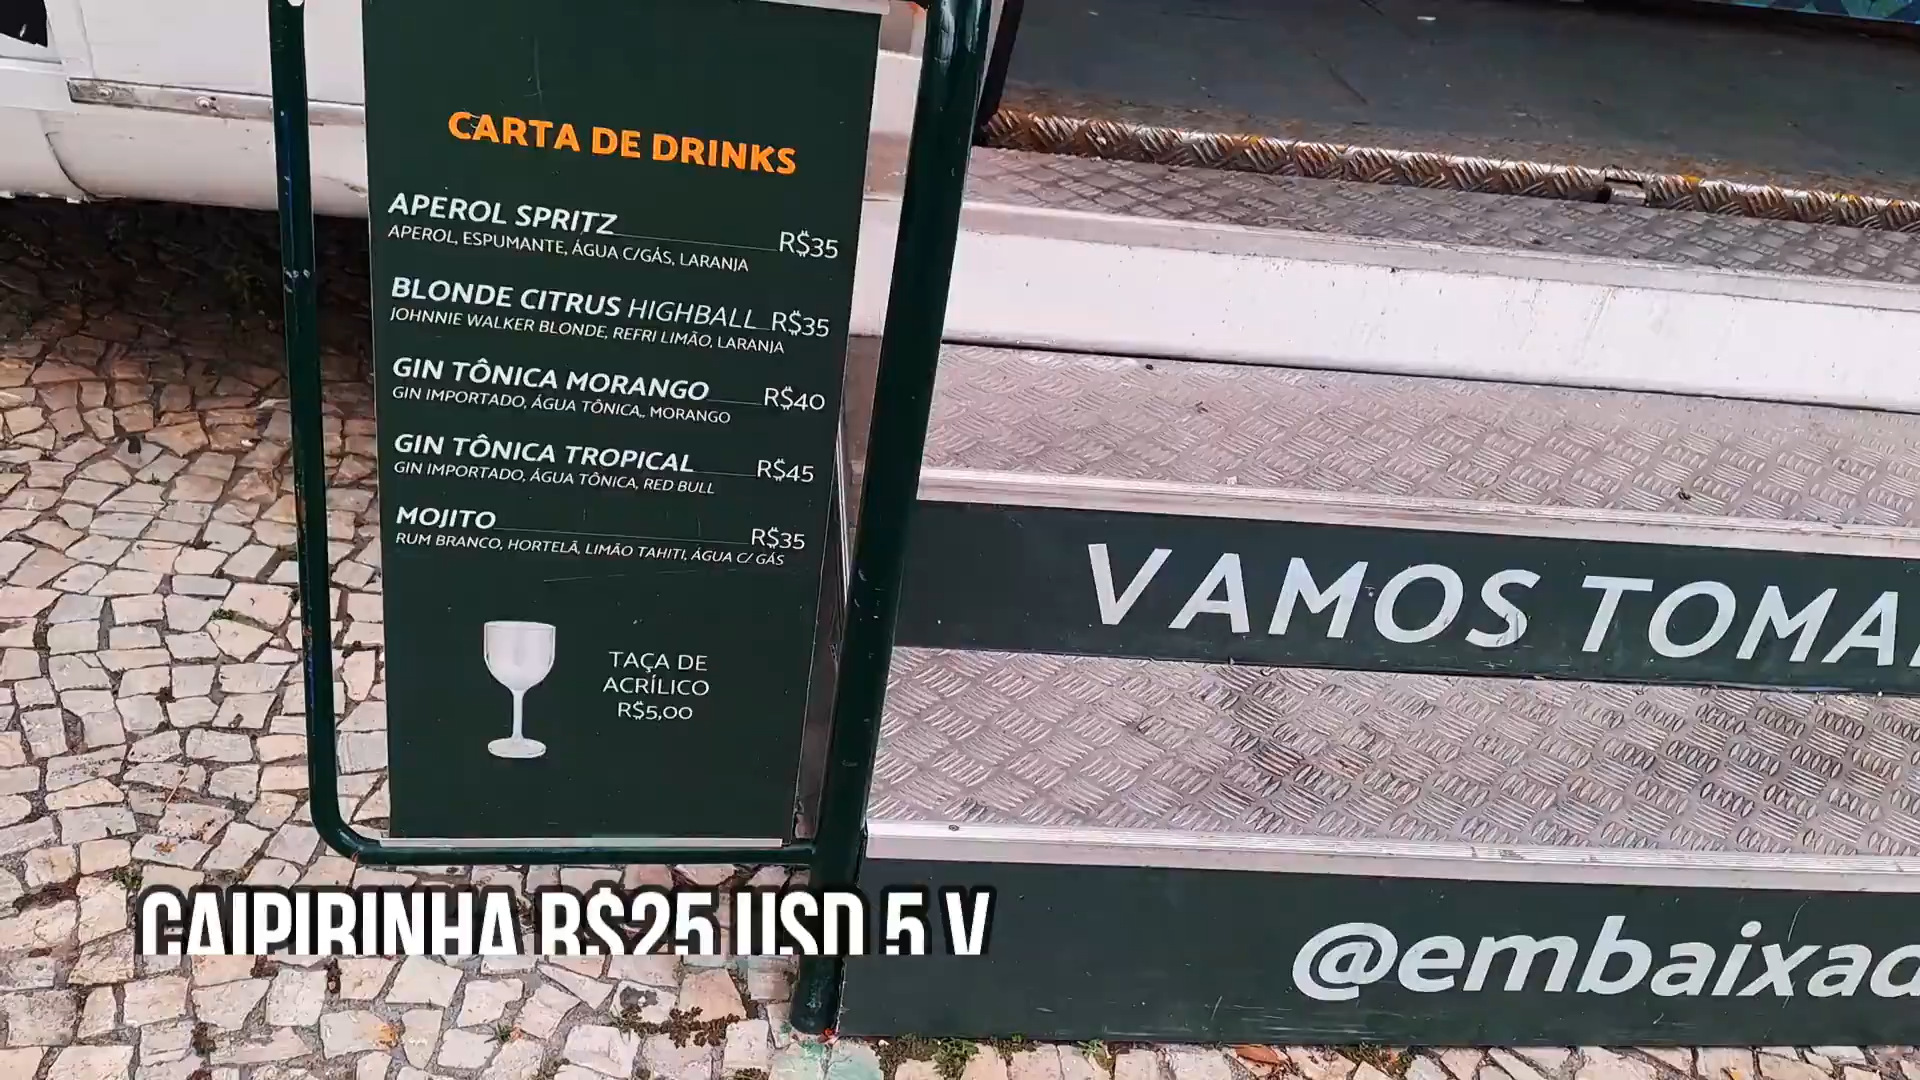 CARTA DE DRINKS
APEROL SPRITZ R$35
APEROL, ESPUMANTE, ÁGUA C/GÁS, LARANJA
BLONDE CITRUS HIGHBALL R$35
JOHNNIE WALKER BLONDE, REFRI LIMÃO, LARANJA
GIN TÔNICA MORANGO R$40
GIN IMPORTADO, ÁGUA TÔNICA, MORANGO
GIN TÔNICA TROPICAL R$45
GIN IMPORTADO, ÁGUA TÔNICA, RED BULL
MOJITO R$35
RUM BRANCO, HORTELÃ, LIMÃO TAHITI, ÁGUA C/ GÁS
TAÇA DE
ACRÍLICO
R$5,00
VAMOS TOMA
@embaixad
CAIPIRINHA R$25 USD 5 V